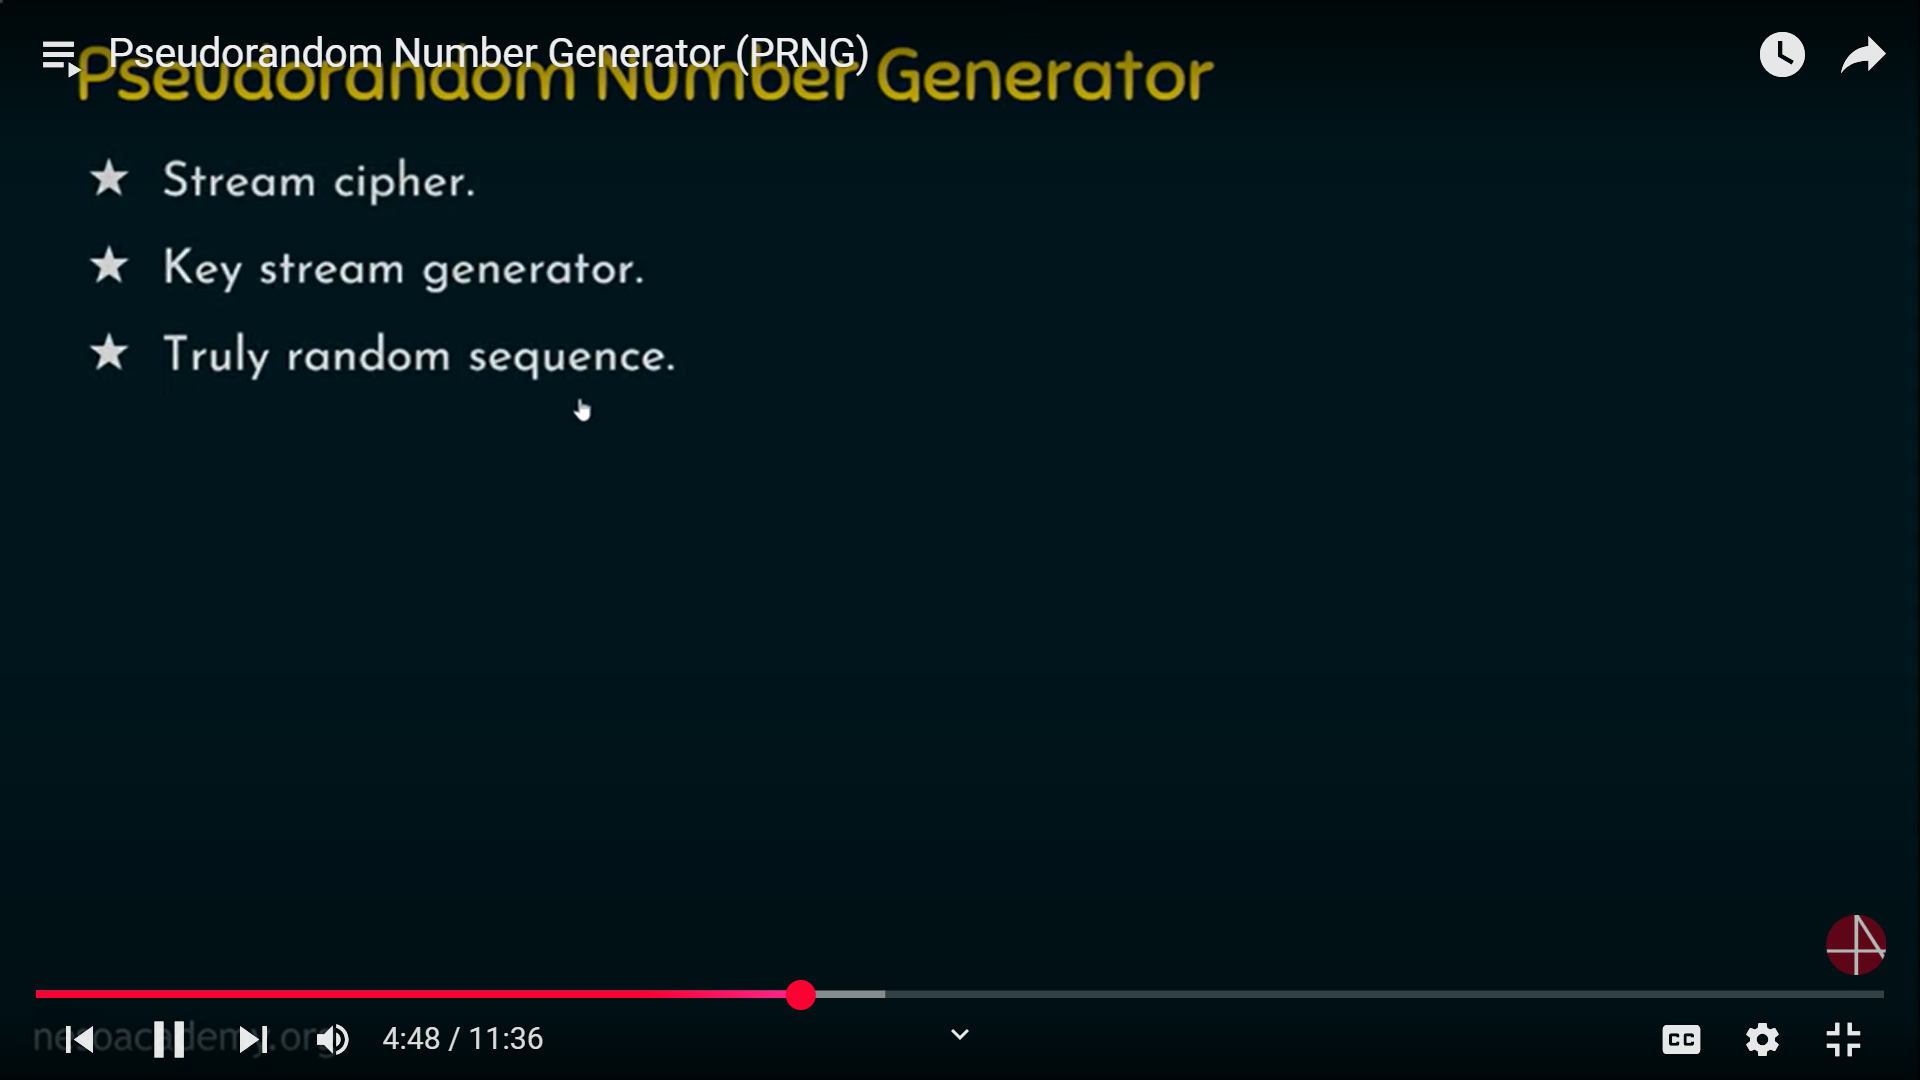 Pseudorandom Number Generator (PRNG)
Pseudorandom Number Generator
Stream cipher.
Key stream generator.
Truly random sequence.
nesoacademy.org
4:48 / 11:36
CC